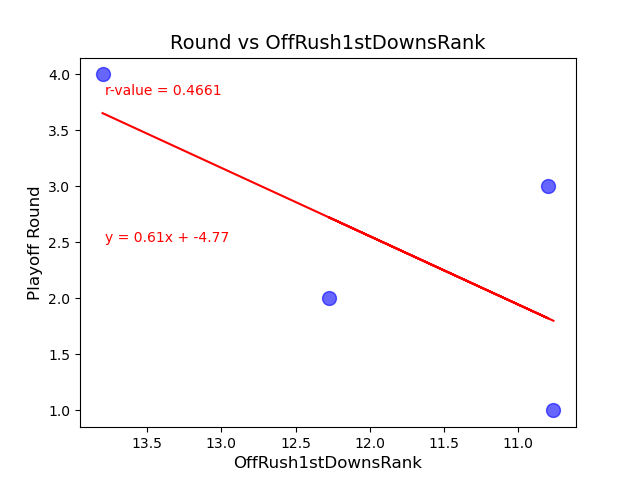 Round vs OffRush1stDownsRank
4.0
r-value = 0.4661
3.5
3.0
Playoff Round
2.5
y = 0.61x + -4.77
2.0
1.5
1.0
13.5 13.0 12.5 12.0 11.5 11.0
OffRush1stDownsRank